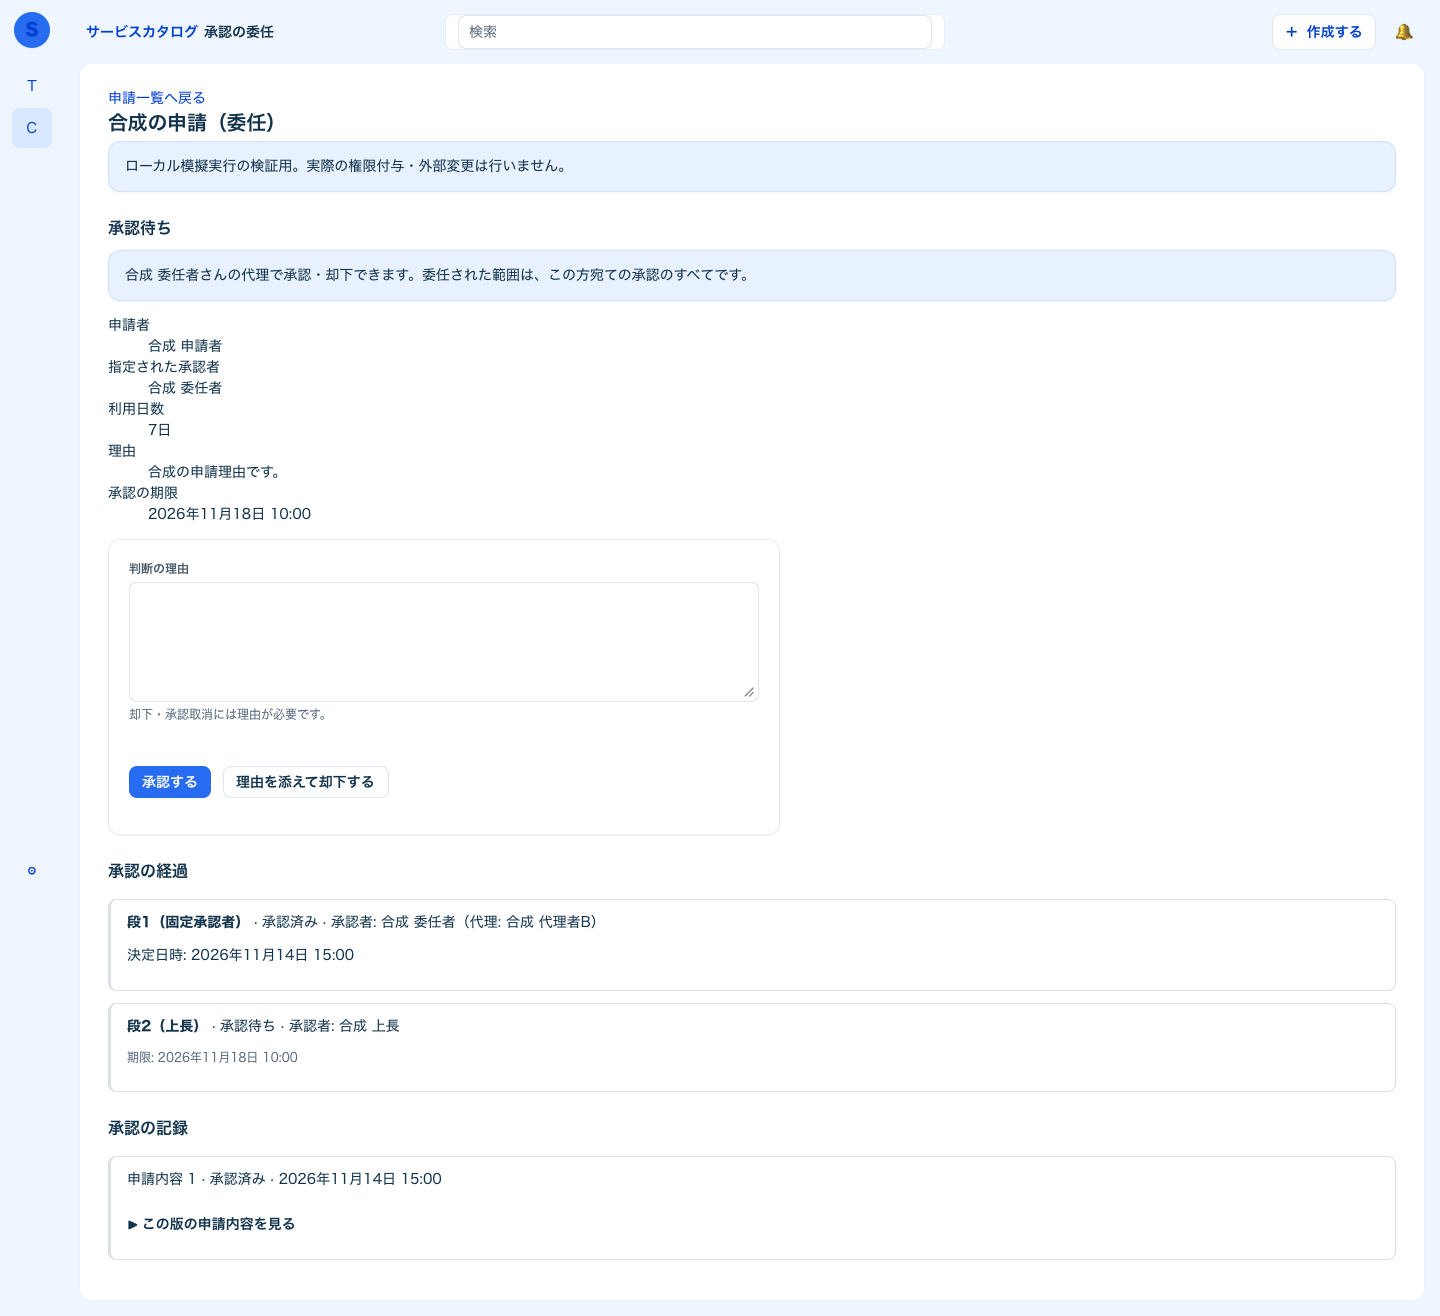 S
サービスカタログ 承認の委任
検索
＋ 作成する
T
C
申請一覧へ戻る
合成の申請（委任）
ローカル模擬実行の検証用。実際の権限付与・外部変更は行いません。
承認待ち
合成 委任者さんの代理で承認・却下できます。委任された範囲は、この方宛ての承認のすべてです。
申請者
合成 申請者
指定された承認者
合成 委任者
利用日数
7日
理由
合成の申請理由です。
承認の期限
2026年11月18日 10:00
判断の理由
却下・承認取消には理由が必要です。
承認する
理由を添えて却下する
承認の経過
段1（固定承認者） · 承認済み · 承認者: 合成 委任者（代理: 合成 代理者B）
決定日時: 2026年11月14日 15:00
段2（上長） · 承認待ち · 承認者: 合成 上長
期限: 2026年11月18日 10:00
承認の記録
申請内容 1 · 承認済み · 2026年11月14日 15:00
▶ この版の申請内容を見る